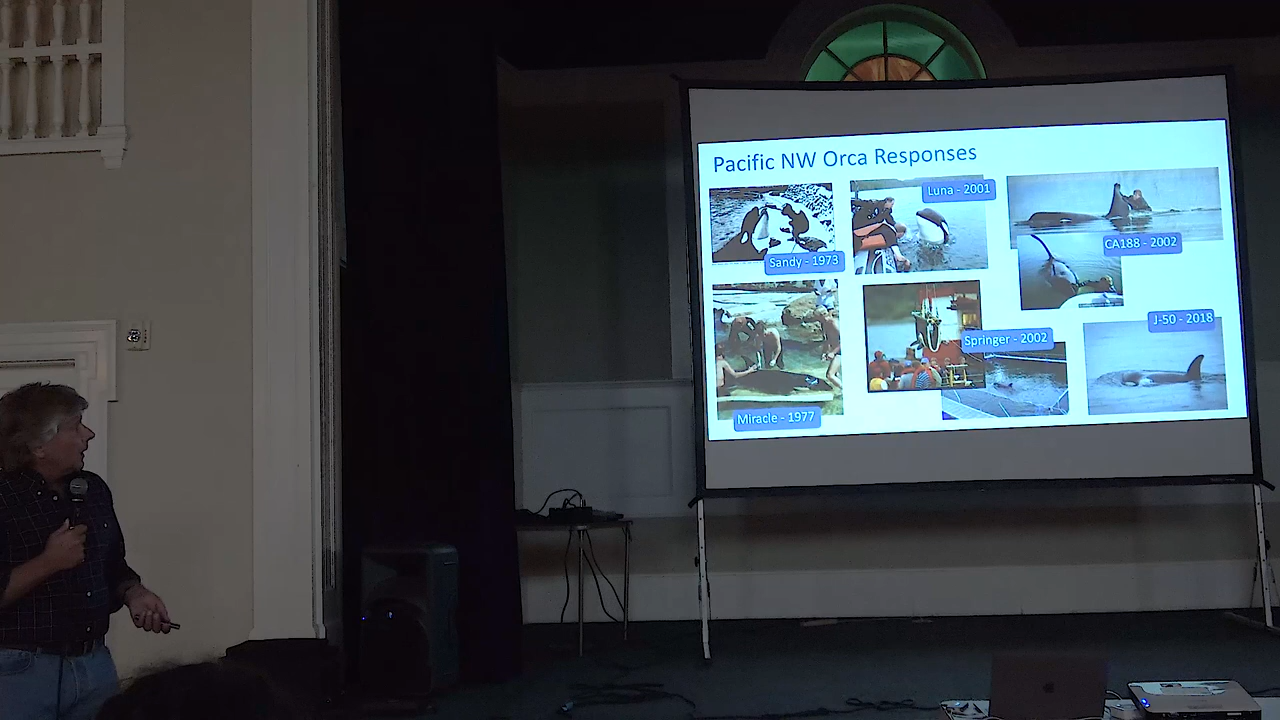 Pacific NW Orca Responses
Luna - 2001
Sandy - 1973
CA188 - 2002
J-50 - 2018
Springer - 2002
Miracle - 1977